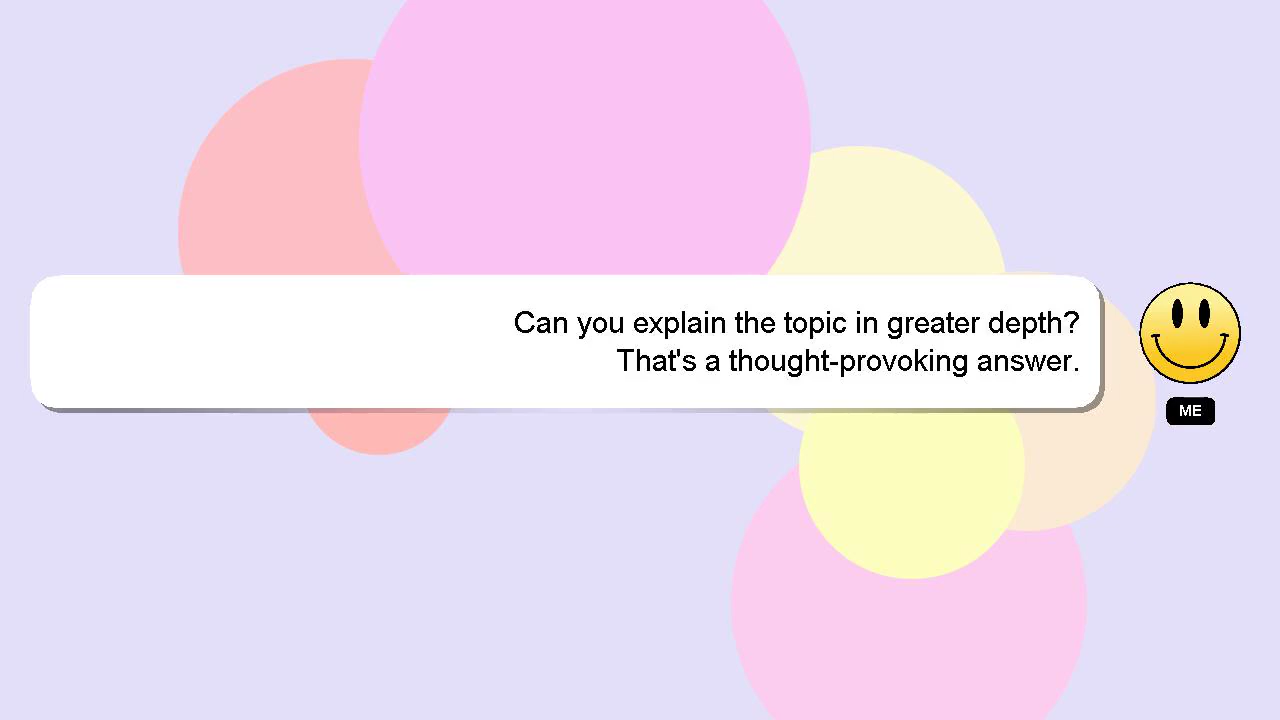 Can you explain the topic in greater depth?
That's a thought-provoking answer.
ME